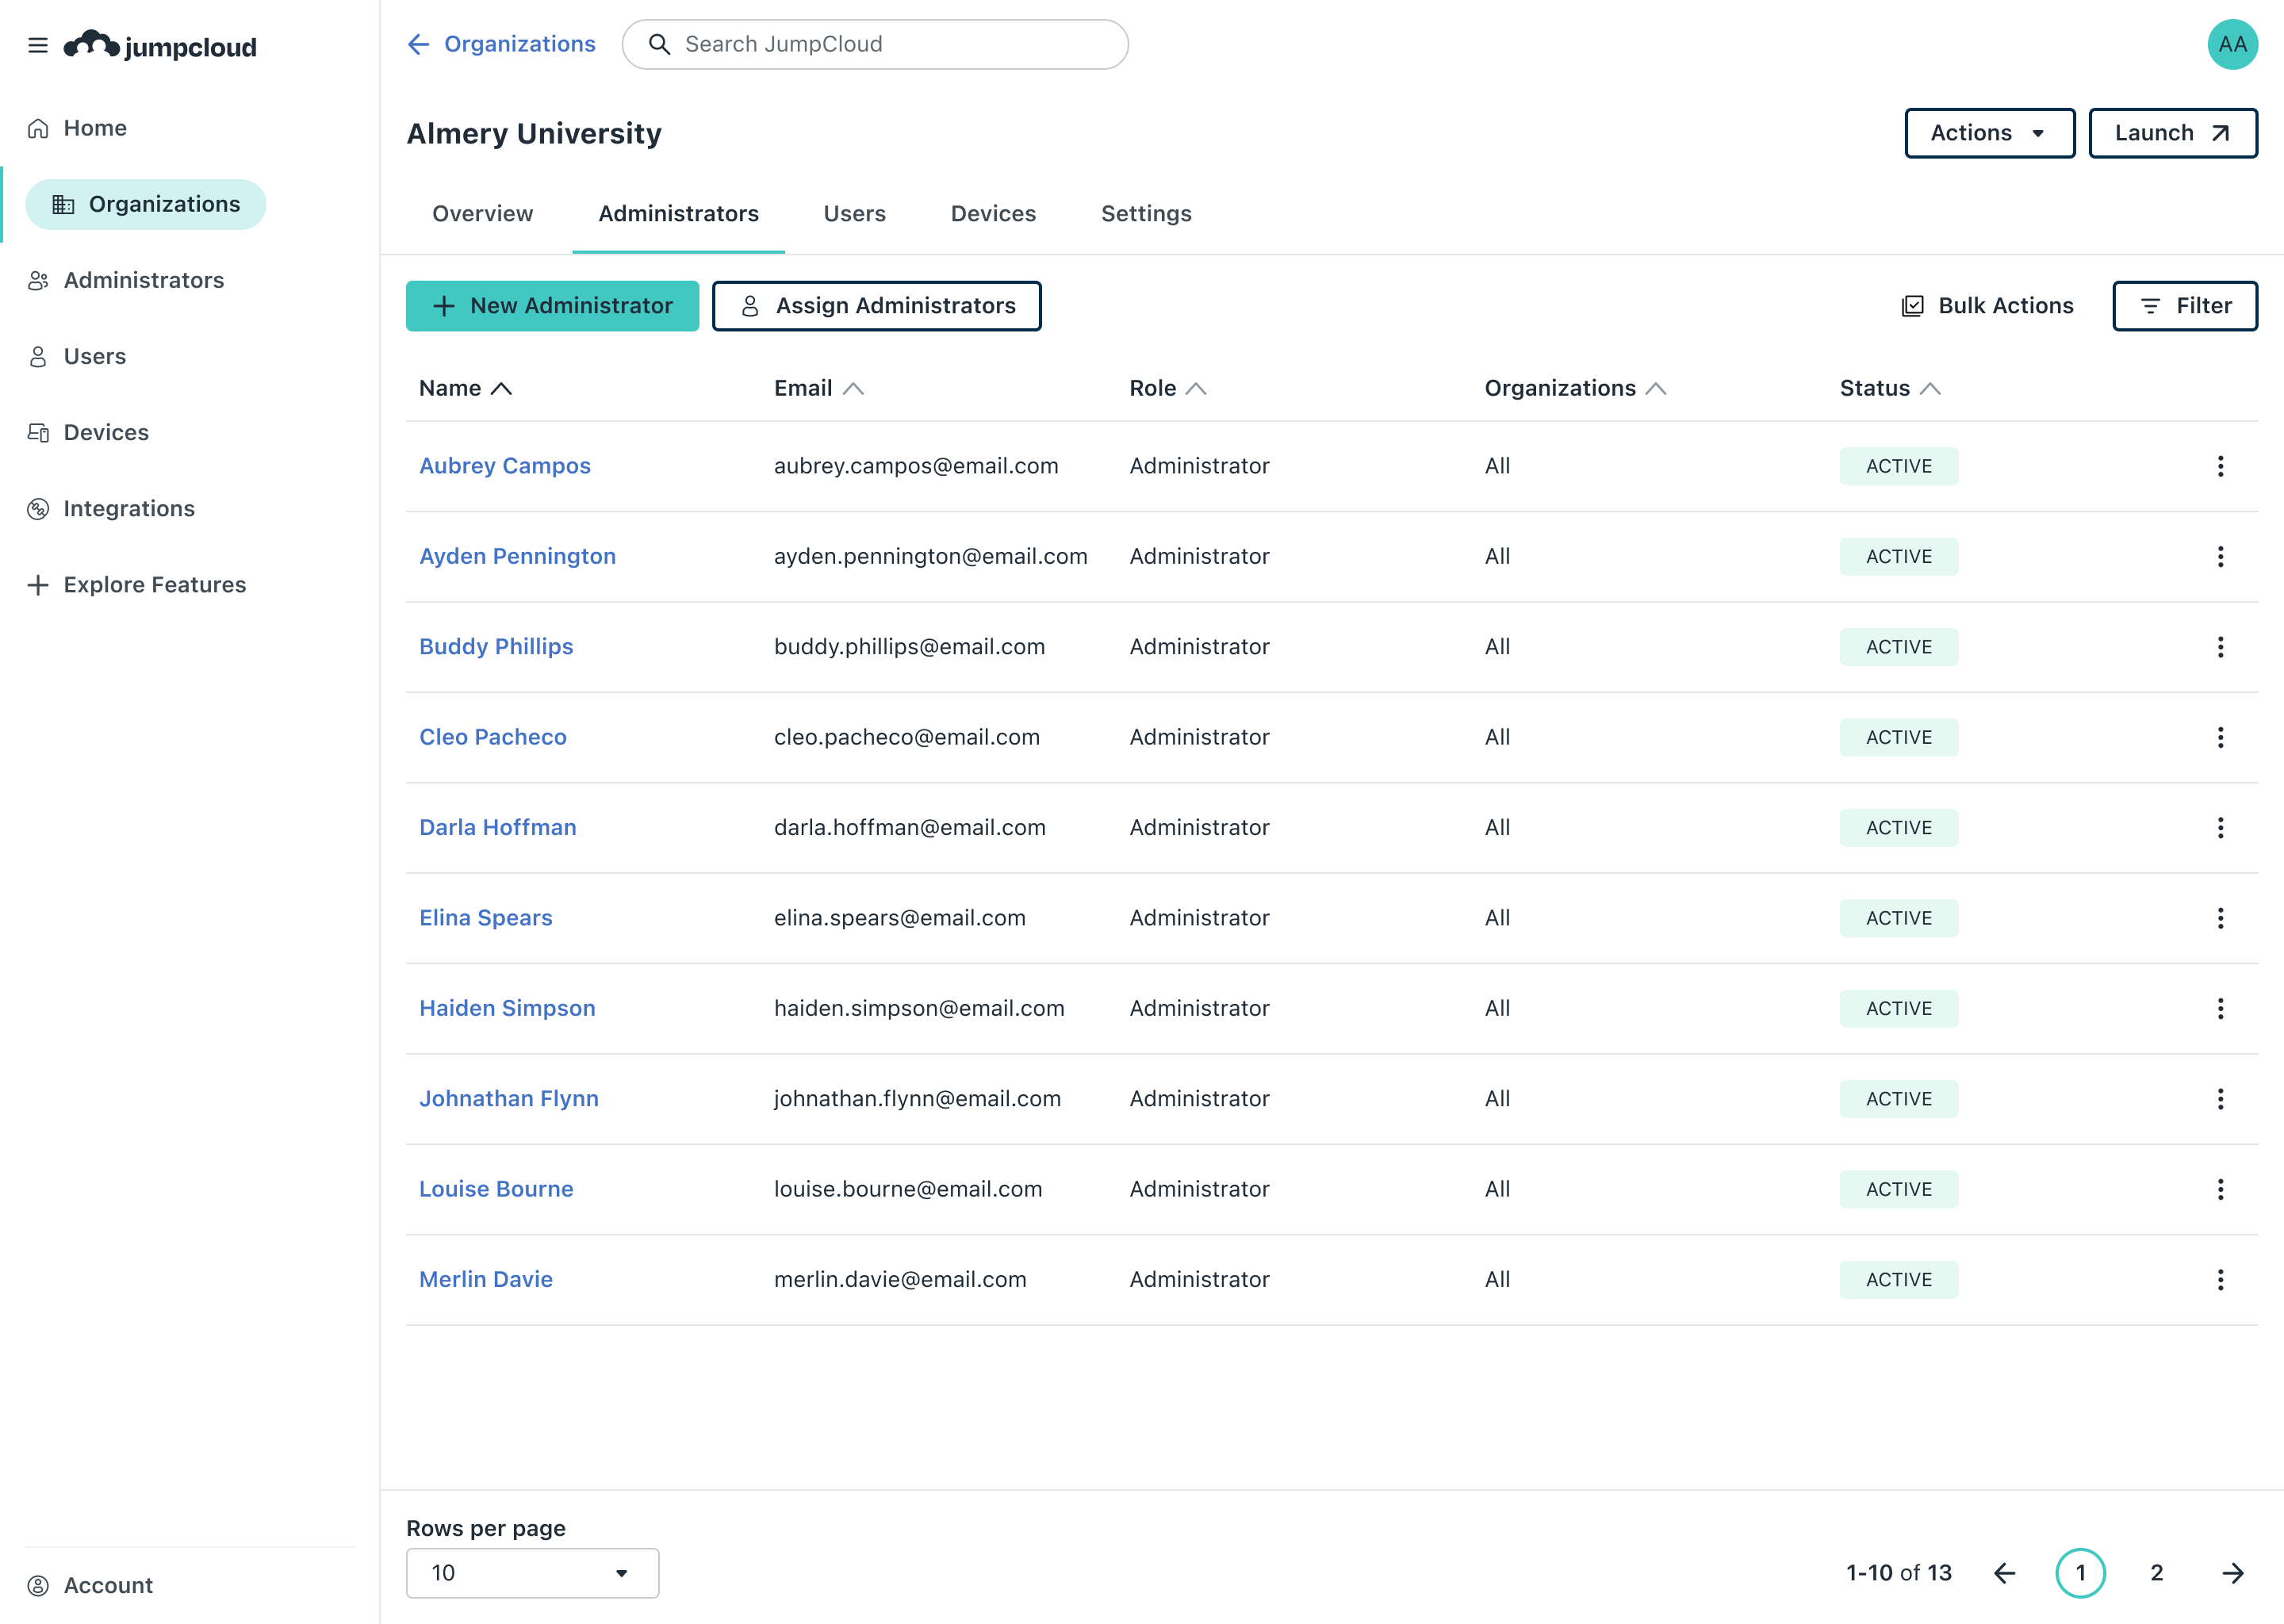 jumpcloud
Home
Organizations
Administrators
Users
Devices
Integrations
Explore Features
Account
Organizations
Search JumpCloud
AA
Almery University
Actions
Launch
Overview Administrators Users Devices Settings
New Administrator Assign Administrators Bulk Actions Filter
Name Email Role Organizations Status
Aubrey Campos aubrey.campos@email.com Administrator All ACTIVE
Ayden Pennington ayden.pennington@email.com Administrator All ACTIVE
Buddy Phillips buddy.phillips@email.com Administrator All ACTIVE
Cleo Pacheco cleo.pacheco@email.com Administrator All ACTIVE
Darla Hoffman darla.hoffman@email.com Administrator All ACTIVE
Elina Spears elina.spears@email.com Administrator All ACTIVE
Haiden Simpson haiden.simpson@email.com Administrator All ACTIVE
Johnathan Flynn johnathan.flynn@email.com Administrator All ACTIVE
Louise Bourne louise.bourne@email.com Administrator All ACTIVE
Merlin Davie merlin.davie@email.com Administrator All ACTIVE
Rows per page
10
1-10 of 13 1 2